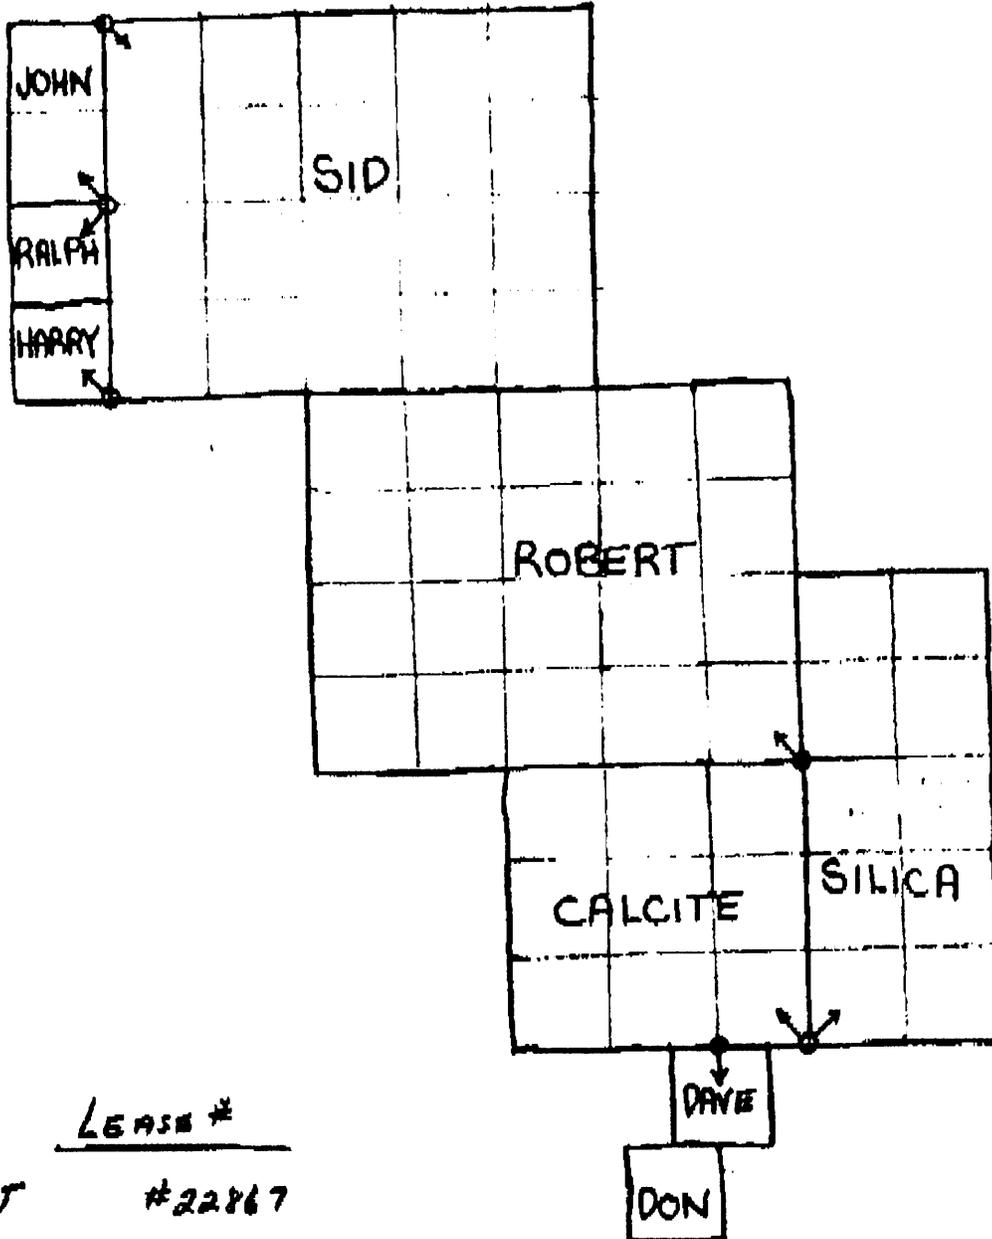 JOHN
SID
RALPH
HARRY
ROBERT
SILICA
CALCITE
DAVE
DON
LEASE #
T #22867